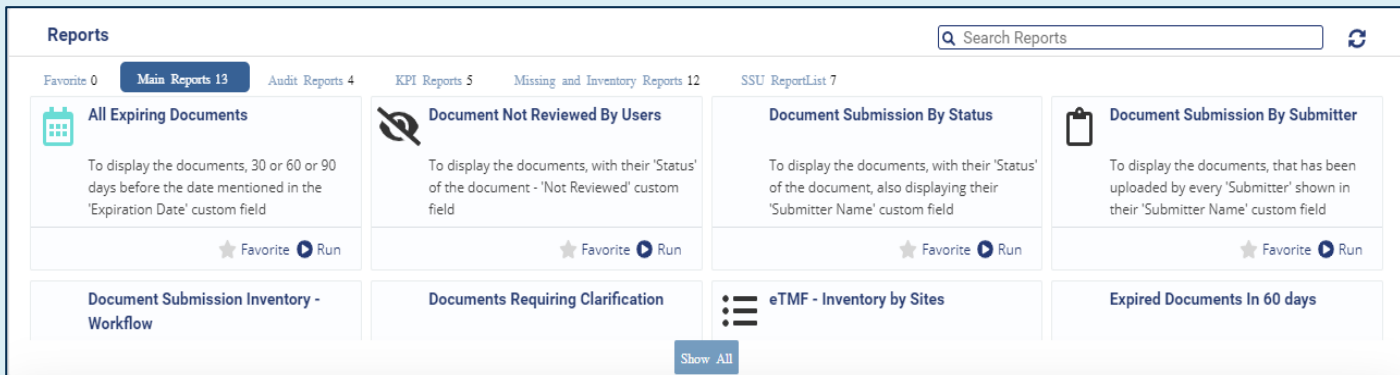 Reports
Search Reports
Favorite 0
Main Reports 13
Audit Reports 4
KPI Reports 5
Missing and Inventory Reports 12
SSU ReportList 7
All Expiring Documents
To display the documents, 30 or 60 or 90
days before the date mentioned in the
'Expiration Date' custom field
Favorite Run
Document Not Reviewed By Users
To display the documents, with their 'Status'
of the document - 'Not Reviewed' custom
field
Favorite Run
Document Submission By Status
To display the documents, with their 'Status'
of the document, also displaying their
'Submitter Name' custom field
Favorite Run
Document Submission By Submitter
To display the documents, that has been
uploaded by every 'Submitter' shown in
their 'Submitter Name' custom field
Favorite Run
Document Submission Inventory -
Workflow
Documents Requiring Clarification
eTMF - Inventory by Sites
Expired Documents In 60 days
Show All